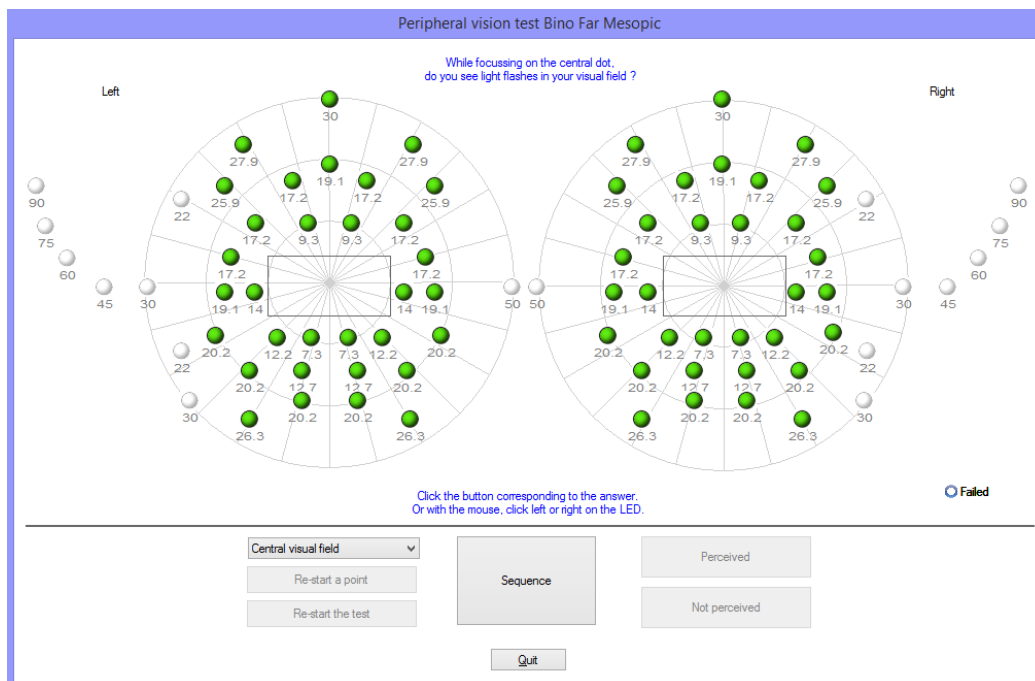 Peripheral vision test Bino Far Mesopic
While focussing on the central dot,
do you see light flashes in your visual field ?
Left
Right
30 30
27.9 27.9 27.9 27.9
19.1 19.1
17.2 17.2 17.2 17.2
25.9 25.9 25.9 25.9
90 22 22 90
17.2 9.3 9.3 17.2 17.2 9.3 9.3 17.2
75 75
17.2 17.2 17.2 17.2
60 60
45 30 19.1 14 14 19.1 50 50 19.1 14 14 19.1 30 45
20.2 20.2 20.2 20.2
12.2 7.3 7.3 12.2 12.2 7.3 7.3 12.2
22 22
20.2 12.7 12.7 20.2 20.2 12.7 12.7 20.2
30 20.2 20.2 20.2 20.2 30
26.3 26.3 26.3 26.3
Failed
Click the button corresponding to the answer.
Or with the mouse, click left or right on the LED.
Central visual field
Re-start a point
Re-start the test
Sequence
Perceived
Not perceived
Quit